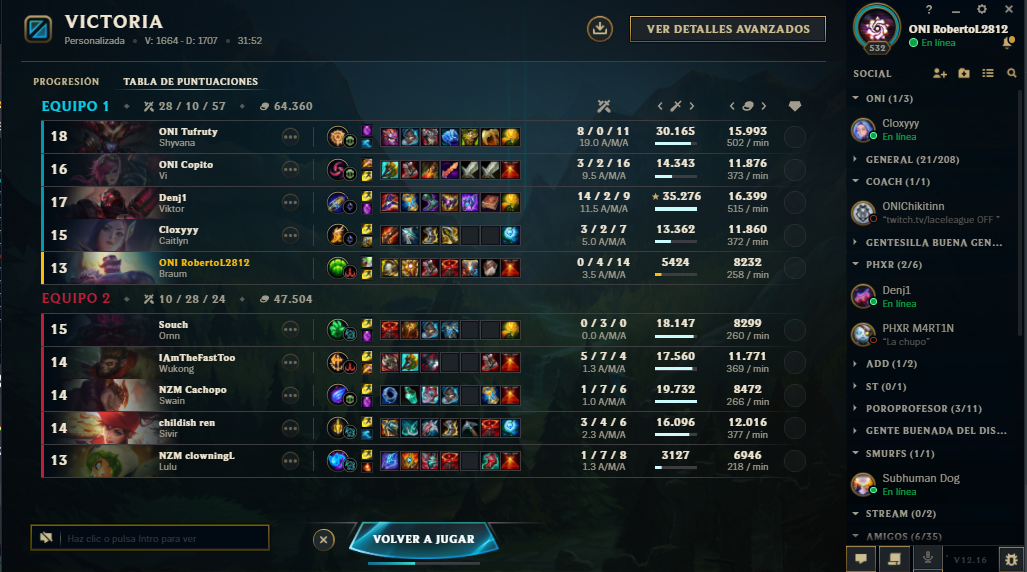 VICTORIA
Personalizada • V: 1664 - D: 1707 • 31:52
VER DETALLES AVANZADOS
PROGRESIÓN TABLA DE PUNTUACIONES
EQUIPO 1 28 / 10 / 57 64.360
18 ONI Tufruty 8 / 0 / 11 30.165 15.993
Shyvana 19.0 A/M/A 502 / min
16 ONI Copito 3 / 2 / 16 14.343 11.876
Vi 9.5 A/M/A 373 / min
17 Denj1 14 / 2 / 9 35.276 16.399
Viktor 11.5 A/M/A 515 / min
15 Cloxyyy 3 / 2 / 7 13.362 11.860
Caitlyn 5.0 A/M/A 372 / min
13 ONI RobertoL2812 0 / 4 / 14 5424 8232
Braum 3.5 A/M/A 258 / min
EQUIPO 2 10 / 28 / 24 47.504
15 Souch 0 / 3 / 0 18.147 8299
Ornn 0.0 A/M/A 260 / min
14 IAmTheFastToo 5 / 7 / 4 17.560 11.771
Wukong 1.3 A/M/A 369 / min
14 NZM Cachopo 1 / 7 / 6 19.732 8472
Swain 1.0 A/M/A 266 / min
14 childish ren 3 / 4 / 6 16.096 12.016
Sivir 2.3 A/M/A 377 / min
13 NZM clowningL 1 / 7 / 8 3127 6946
Lulu 1.3 A/M/A 218 / min
Haz clic o pulsa Intro para ver
VOLVER A JUGAR
532
ONI RobertoL2812
En línea
SOCIAL
ONI (1/3)
Cloxyyy
En línea
GENERAL (21/208)
COACH (1/1)
ONIChikitinn
"twitch.tv/laceleague OFF "
GENTESILLA BUENA GEN...
PHXR (2/6)
Denj1
En línea
PHXR M4RT1N
"La chupo"
ADD (1/2)
ST (0/1)
POROPROFESOR (3/11)
GENTE BUENADA DEL DIS...
SMURFS (1/1)
Subhuman Dog
En línea
STREAM (0/2)
AMIGOS (6/35)
V12.16